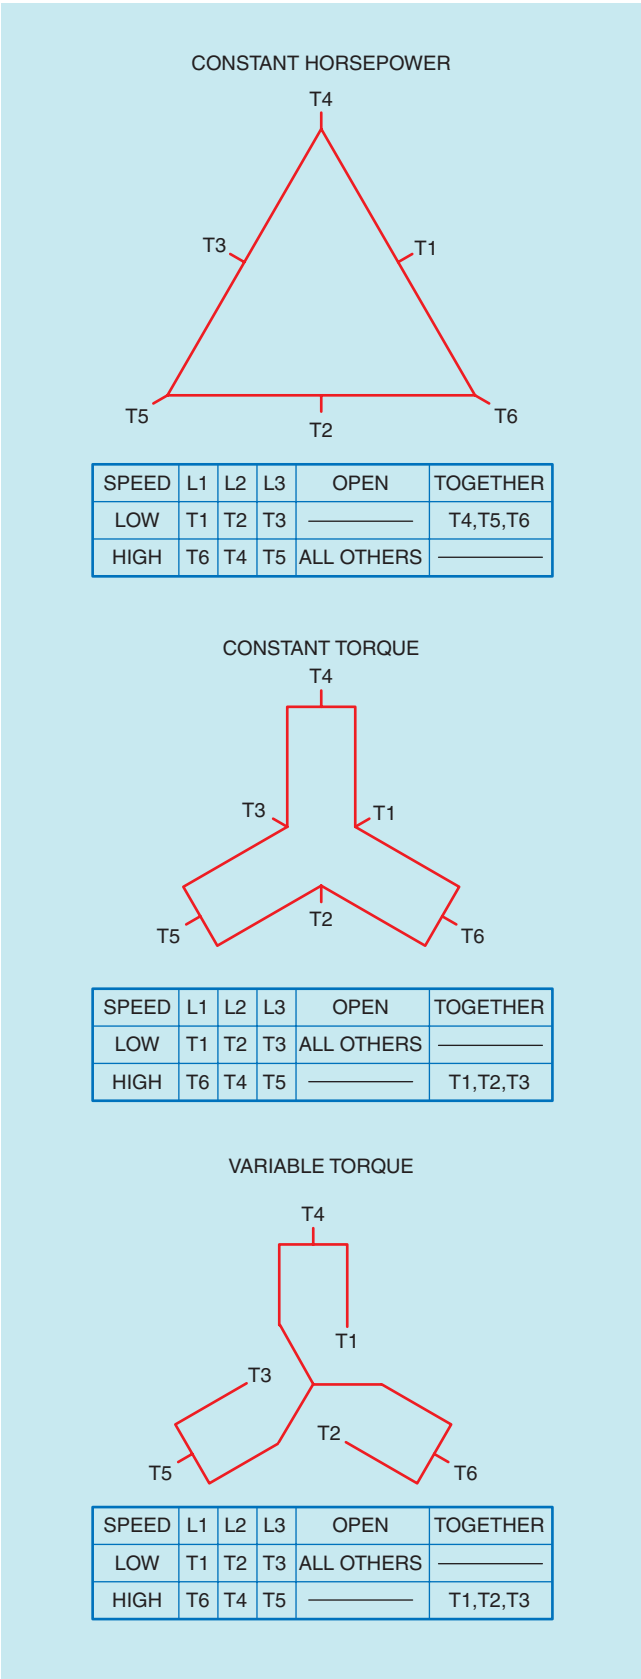 CONSTANT HORSEPOWER
T4
T3 T1
T5 T2 T6
SPEED L1 L2 L3 OPEN TOGETHER
LOW T1 T2 T3 ——— T4,T5,T6
HIGH T6 T4 T5 ALL OTHERS ———
CONSTANT TORQUE
T4
T3 T1
T5 T2 T6
SPEED L1 L2 L3 OPEN TOGETHER
LOW T1 T2 T3 ALL OTHERS ———
HIGH T6 T4 T5 ——— T1,T2,T3
VARIABLE TORQUE
T4
T1
T3
T2
T5 T6
SPEED L1 L2 L3 OPEN TOGETHER
LOW T1 T2 T3 ALL OTHERS ———
HIGH T6 T4 T5 ——— T1,T2,T3